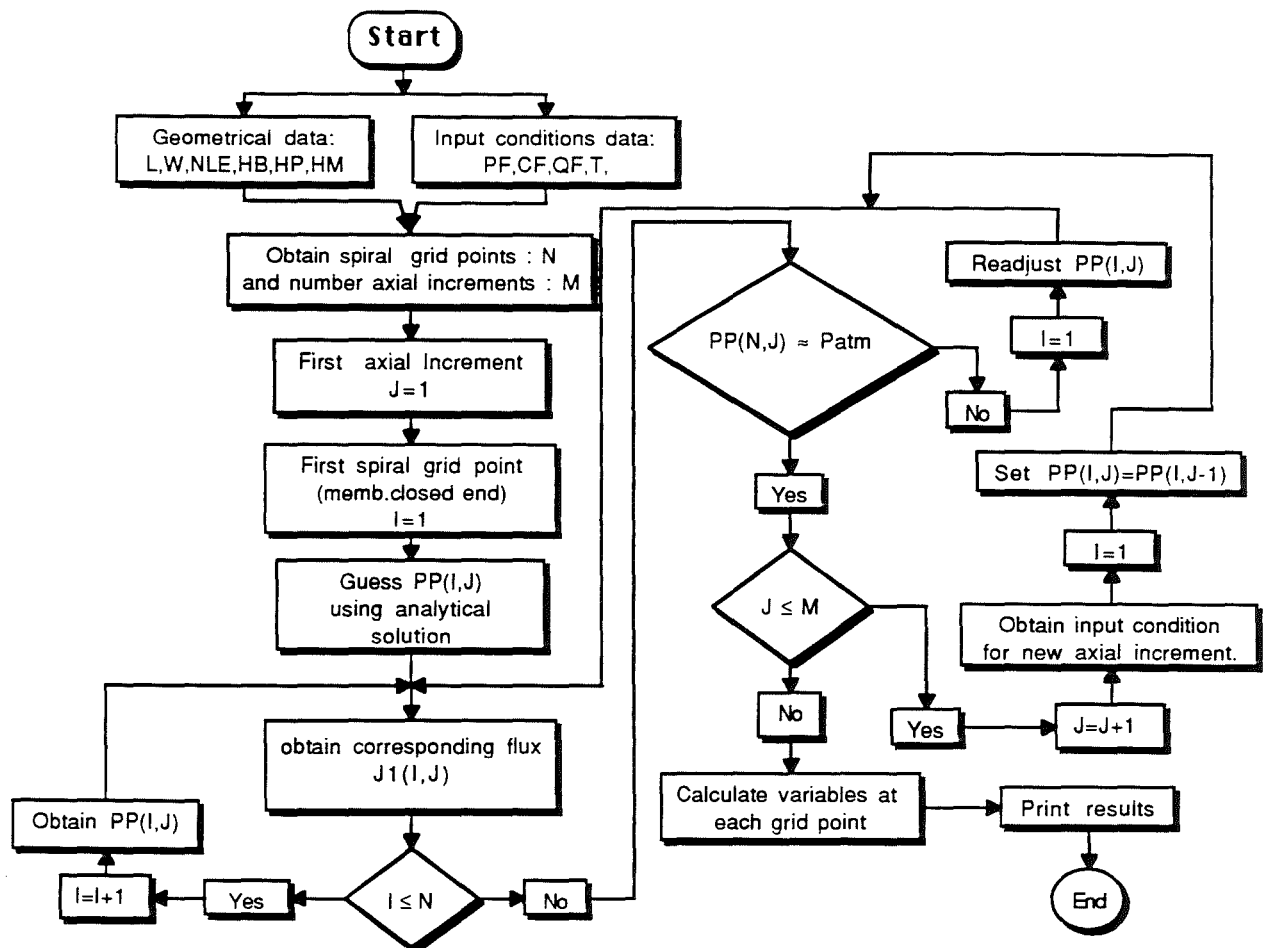 Start
Geometrical data:
L,W,NLE,HB,HP,HM
Input conditions data:
PF,CF,QF,T,
Obtain spiral grid points : N
and number axial increments : M
First axial Increment
J=1
First spiral grid point
(memb.closed end)
I=1
Guess PP(I,J)
using analytical
solution
obtain corresponding flux
J1(I,J)
I ≤ N
Yes
I=I+1
Obtain PP(I,J)
No
PP(N,J) ≈ Patm
No
I=1
Readjust PP(I,J)
Yes
J ≤ M
Yes
J=J+1
Obtain input condition
for new axial increment.
I=1
Set PP(I,J)=PP(I,J-1)
No
Calculate variables at
each grid point
Print results
End